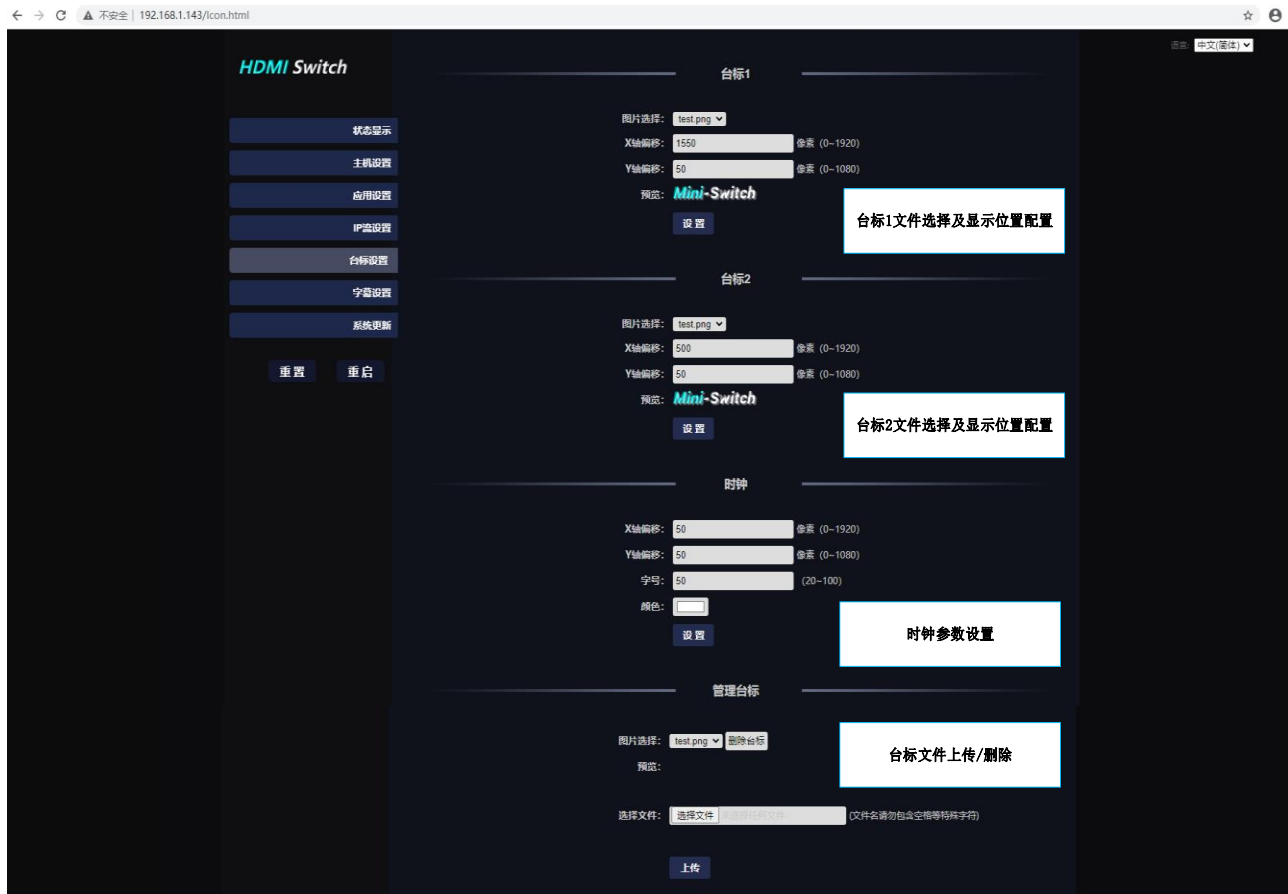 不安全 | 192.168.1.143/Icon.html
语言: 中文(简体)
HDMI Switch
状态显示
主机设置
应用设置
IP流设置
台标设置
字幕设置
系统更新
重置 重启
台标1
图片选择: test.png
X轴偏移: 1550 像素 (0~1920)
Y轴偏移: 50 像素 (0~1080)
预览: Mini-Switch
设置
台标1文件选择及显示位置配置
台标2
图片选择: test.png
X轴偏移: 500 像素 (0~1920)
Y轴偏移: 50 像素 (0~1080)
预览: Mini-Switch
设置
台标2文件选择及显示位置配置
时钟
X轴偏移: 50 像素 (0~1920)
Y轴偏移: 50 像素 (0~1080)
字号: 50 (20~100)
颜色:
设置
时钟参数设置
管理台标
图片选择: test.png 删除台标
预览:
台标文件上传/删除
选择文件: 选择文件 未选择任何文件 (文件名请勿包含空格等特殊字符)
上传